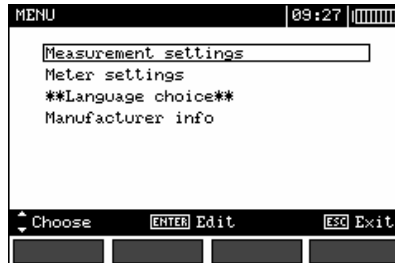 MENU 09:27
Measurement settings
Meter settings
**Language choice**
Manufacturer info
Choose ENTER Edit ESC Exit